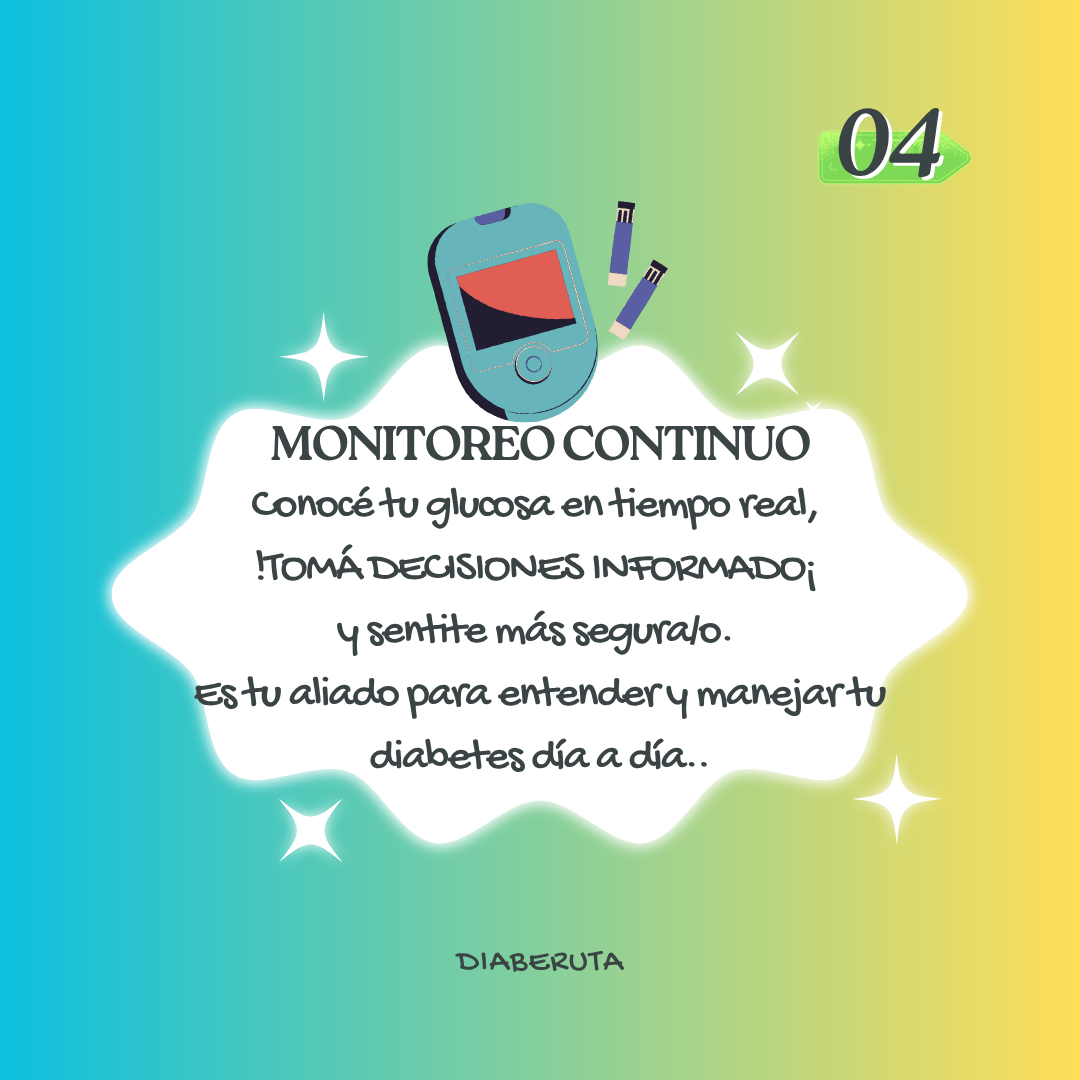 04
MONITOREO CONTINUO
Conocé tu glucosa en tiempo real,
!TOMÁ DECISIONES INFORMADO¡
y sentite más segura/o.
Es tu aliado para entender y manejar tu
diabetes día a día..
DIABERUTA